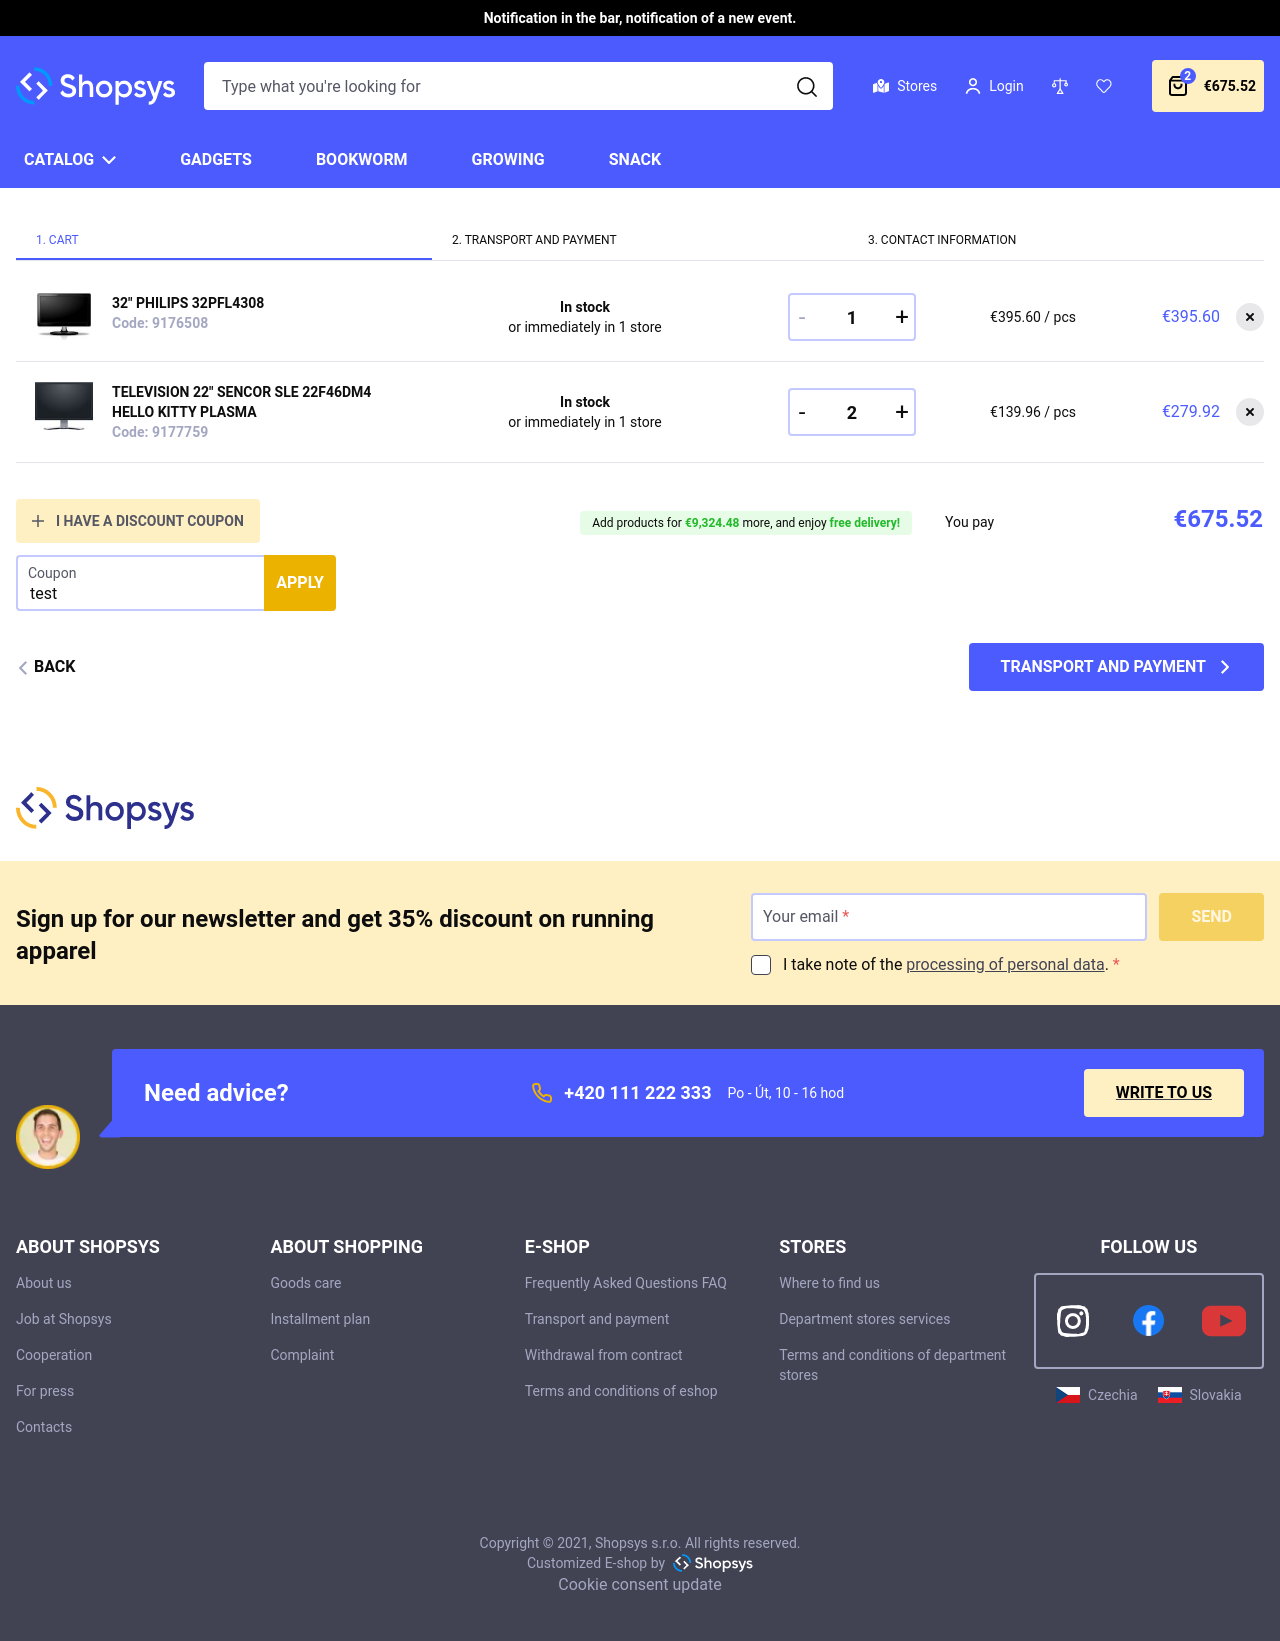 Notification in the bar, notification of a new event.
Shopsys
Type what you're looking for
Stores
Login
2
€675.52
CATALOG
GADGETS
BOOKWORM
GROWING
SNACK
1. CART
2. TRANSPORT AND PAYMENT
3. CONTACT INFORMATION
32" PHILIPS 32PFL4308
Code: 9176508
In stock
or immediately in 1 store
- 1 +
€395.60 / pcs
€395.60
TELEVISION 22" SENCOR SLE 22F46DM4
HELLO KITTY PLASMA
Code: 9177759
In stock
or immediately in 1 store
- 2 +
€139.96 / pcs
€279.92
I HAVE A DISCOUNT COUPON
Add products for €9,324.48 more, and enjoy free delivery!
You pay
€675.52
Coupon
test
APPLY
BACK
TRANSPORT AND PAYMENT
Shopsys
Sign up for our newsletter and get 35% discount on running
apparel
Your email *
SEND
I take note of the processing of personal data. *
Need advice?
+420 111 222 333
Po - Út, 10 - 16 hod
WRITE TO US
ABOUT SHOPSYS
About us
Job at Shopsys
Cooperation
For press
Contacts
ABOUT SHOPPING
Goods care
Installment plan
Complaint
E-SHOP
Frequently Asked Questions FAQ
Transport and payment
Withdrawal from contract
Terms and conditions of eshop
STORES
Where to find us
Department stores services
Terms and conditions of department
stores
FOLLOW US
Czechia
Slovakia
Copyright © 2021, Shopsys s.r.o. All rights reserved.
Customized E-shop by Shopsys
Cookie consent update